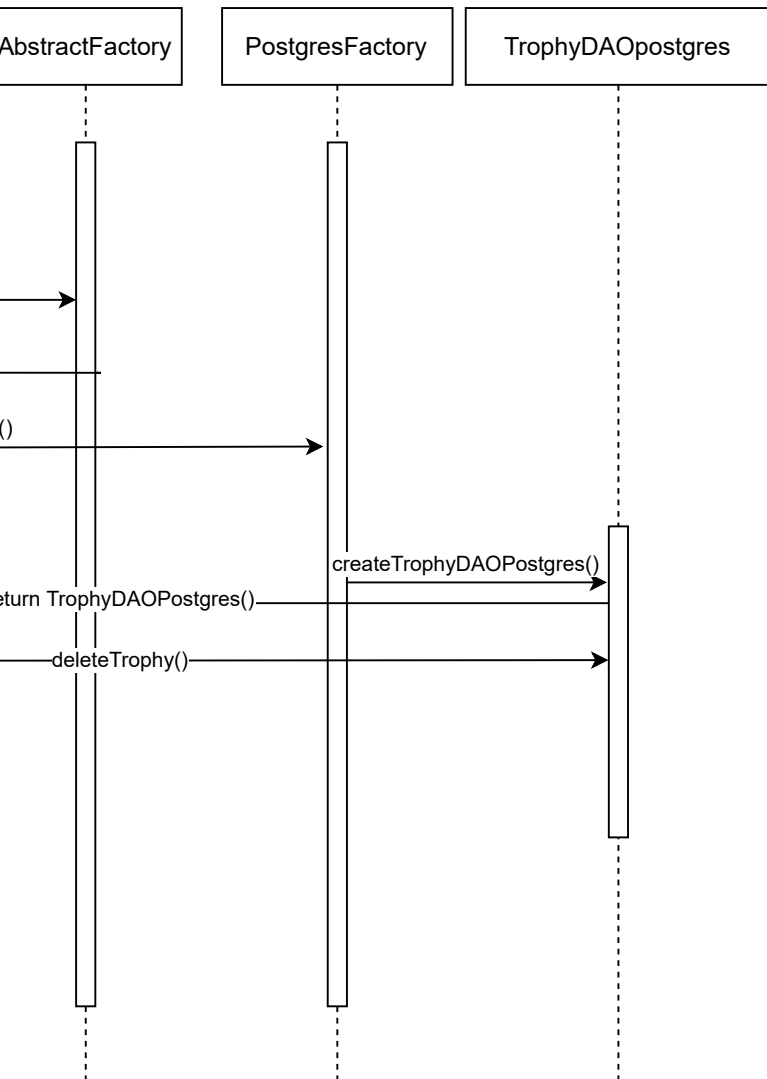 AbstractFactory
PostgresFactory
TrophyDAOpostgres
()
createTrophyDAOPostgres()
eturn TrophyDAOPostgres()
deleteTrophy()